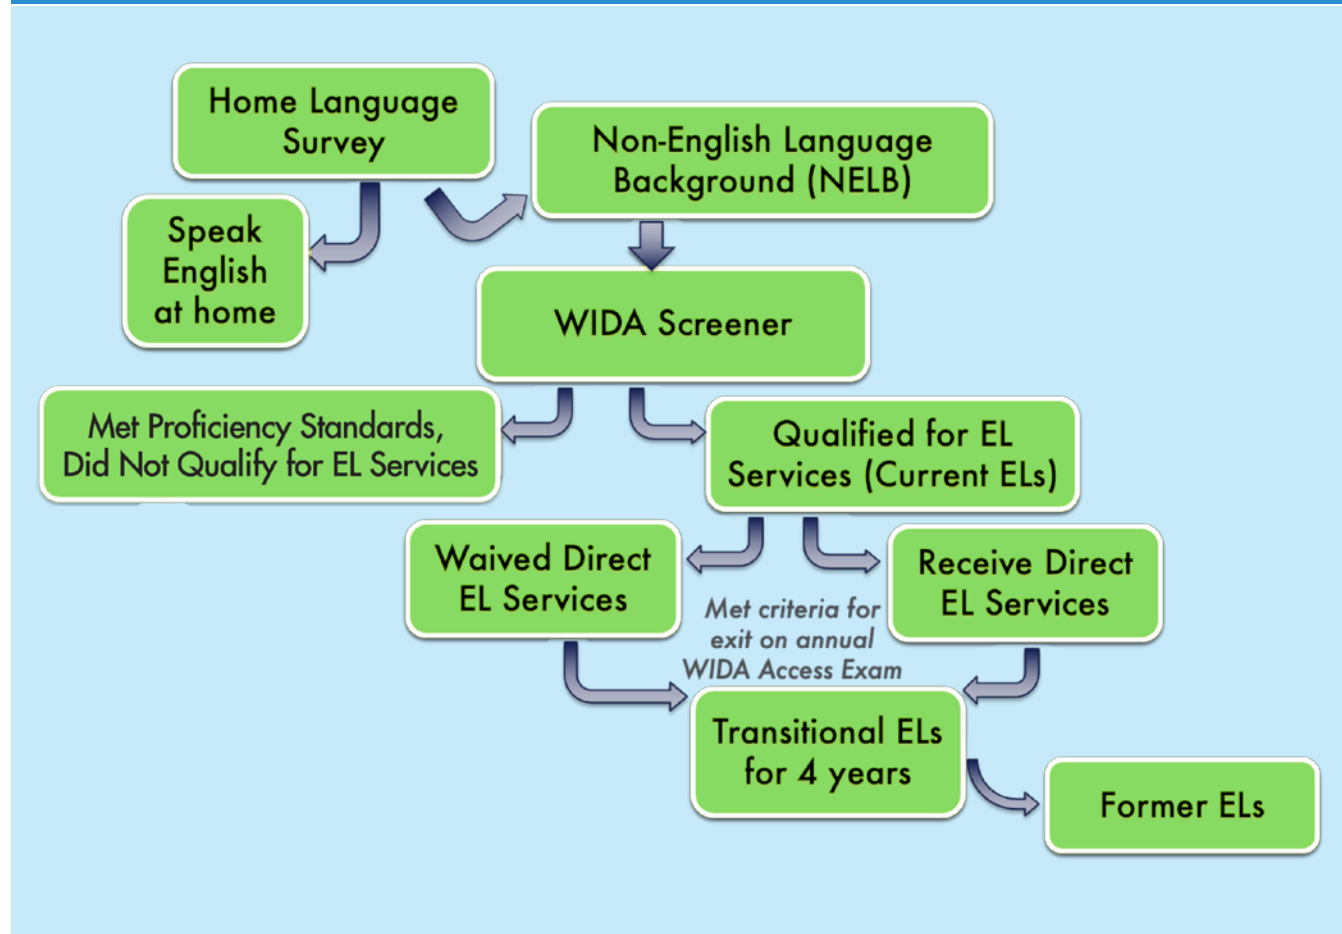 Home Language
Survey
Non-English Language
Background (NELB)
Speak
English
at home
WIDA Screener
Met Proficiency Standards,
Did Not Qualify for EL Services
Qualified for EL
Services (Current ELs)
Waived Direct
EL Services
Receive Direct
EL Services
Met criteria for
exit on annual
WIDA Access Exam
Transitional ELs
for 4 years
Former ELs